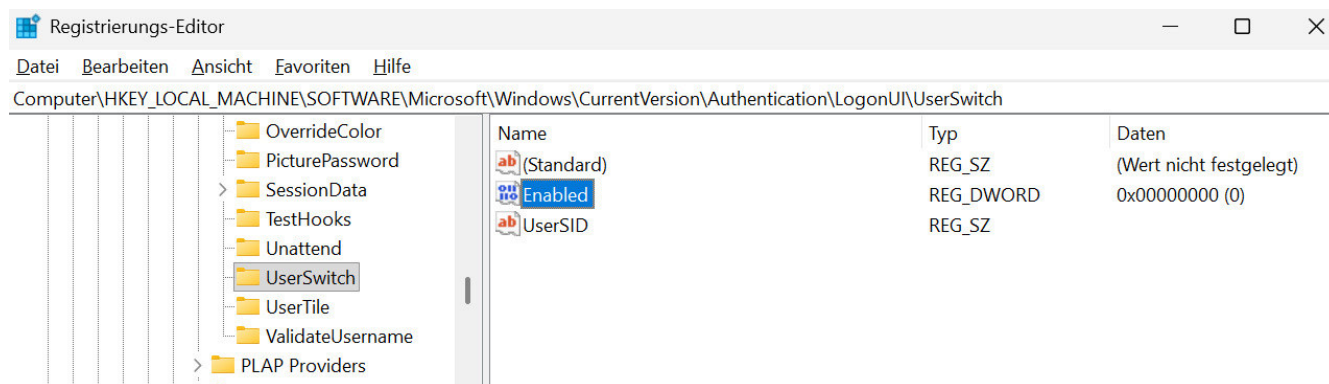 Registrierungs-Editor
Datei Bearbeiten Ansicht Favoriten Hilfe
Computer\HKEY_LOCAL_MACHINE\SOFTWARE\Microsoft\Windows\CurrentVersion\Authentication\LogonUI\UserSwitch
OverrideColor
PicturePassword
SessionData
TestHooks
Unattend
UserSwitch
UserTile
ValidateUsername
PLAP Providers
Name Typ Daten
(Standard) REG_SZ (Wert nicht festgelegt)
Enabled REG_DWORD 0x00000000 (0)
UserSID REG_SZ